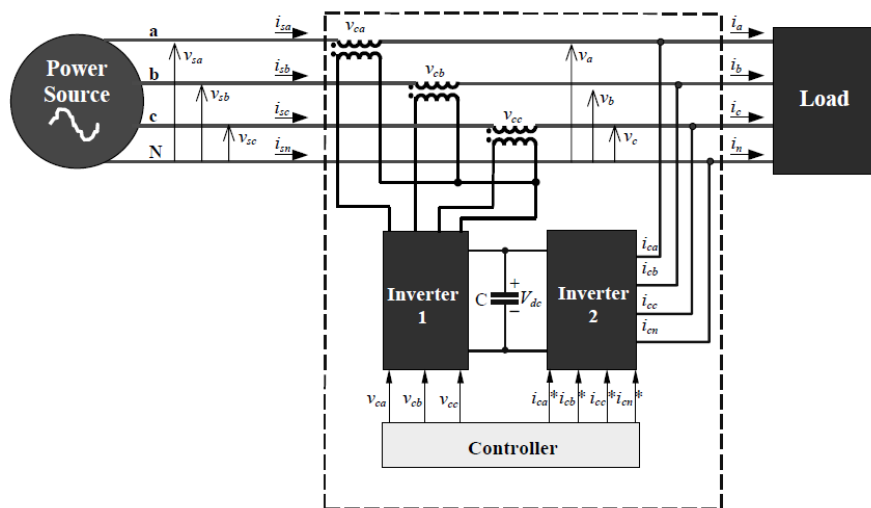 a i_sa v_ca i_a
v_sa v_a
Power Source
b i_sb v_cb i_b
v_sb v_b
Load
c i_sc v_cc i_c
v_sc v_c
N i_sn i_n
i_ca
i_cb
Inverter 1
C + V_dc −
Inverter 2
i_cc
i_cn
v_ca v_cb v_cc i_ca* i_cb* i_cc* i_cn*
Controller